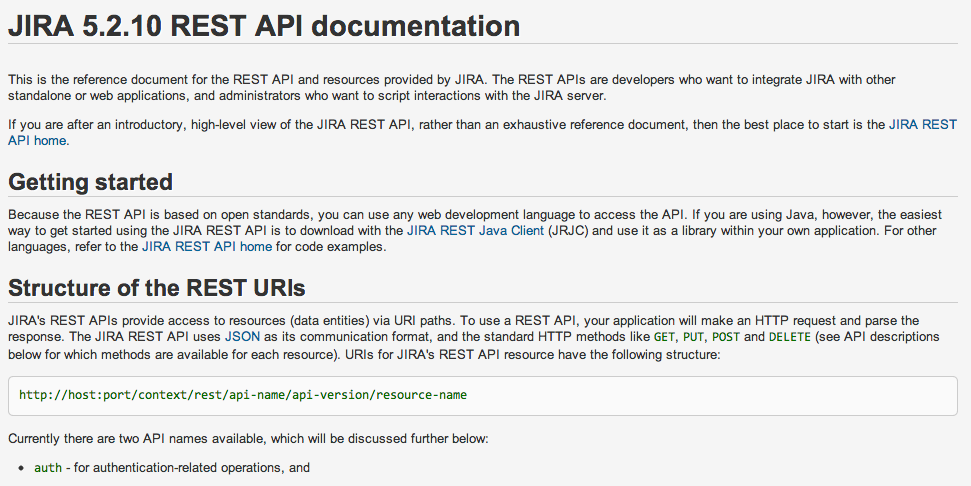 JIRA 5.2.10 REST API documentation
This is the reference document for the REST API and resources provided by JIRA. The REST APIs are developers who want to integrate JIRA with other
standalone or web applications, and administrators who want to script interactions with the JIRA server.
If you are after an introductory, high-level view of the JIRA REST API, rather than an exhaustive reference document, then the best place to start is the JIRA REST
API home.
Getting started
Because the REST API is based on open standards, you can use any web development language to access the API. If you are using Java, however, the easiest
way to get started using the JIRA REST API is to download with the JIRA REST Java Client (JRJC) and use it as a library within your own application. For other
languages, refer to the JIRA REST API home for code examples.
Structure of the REST URIs
JIRA's REST APIs provide access to resources (data entities) via URI paths. To use a REST API, your application will make an HTTP request and parse the
response. The JIRA REST API uses JSON as its communication format, and the standard HTTP methods like GET, PUT, POST and DELETE (see API descriptions
below for which methods are available for each resource). URIs for JIRA's REST API resource have the following structure:
http://host:port/context/rest/api-name/api-version/resource-name
Currently there are two API names available, which will be discussed further below:
• auth - for authentication-related operations, and